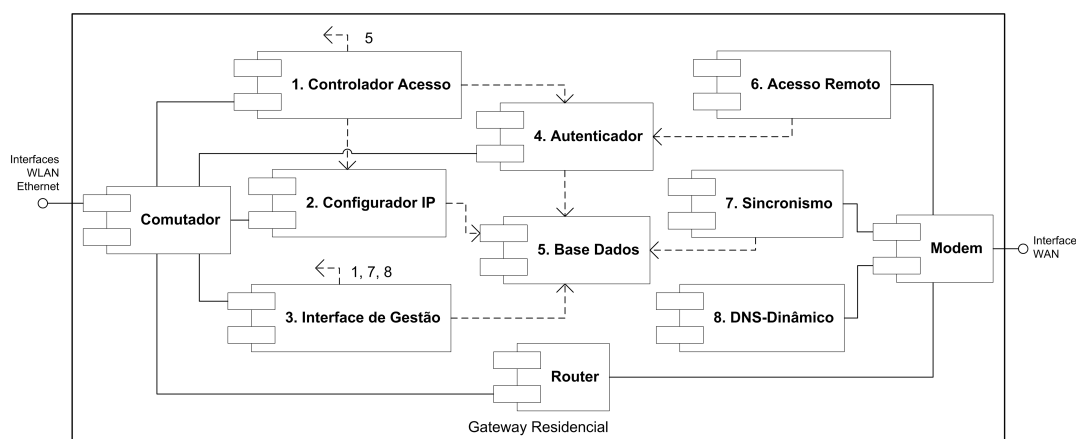 5
1. Controlador Acesso
6. Acesso Remoto
4. Autenticador
Interfaces
WLAN
Ethernet
Comutador
2. Configurador IP
7. Sincronismo
5. Base Dados
Modem
Interface
WAN
1, 7, 8
3. Interface de Gestão
8. DNS-Dinâmico
Router
Gateway Residencial